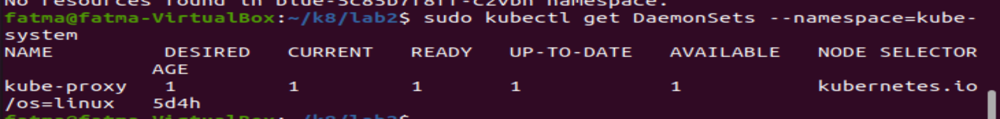 No resources found in blue-5c85b7f8ff-c2vbh namespace.
fatma@fatma-VirtualBox:~/k8/lab2$ sudo kubectl get DaemonSets --namespace=kube-
system
NAME DESIRED CURRENT READY UP-TO-DATE AVAILABLE NODE SELECTOR
AGE
kube-proxy 1 1 1 1 1 kubernetes.io
/os=linux 5d4h
fatma@fatma-VirtualBox:~/k8/lab2$